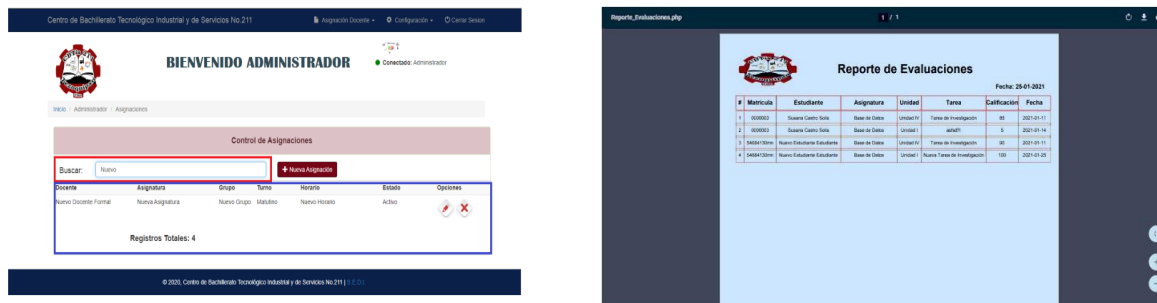 Centro de Bachillerato Tecnológico Industrial y de Servicios No.211 Asignación Docente Configuración Cerrar Sesion
BIENVENIDO ADMINISTRADOR
Conectado: Administrador
Inicio / Administrador / Asignaciones
Control de Asignaciones
Buscar: Nuevo + Nueva Asignación
Docente Asignatura Grupo Turno Horario Estado Opciones
Nuevo Docente Formal Nueva Asignatura Nuevo Grupo Matutino Nuevo Horario Activo
Registros Totales: 4
© 2020, Centro de Bachillerato Tecnológico Industrial y de Servicios No.211 |
Reporte_Evaluaciones.php 1 / 1
Reporte de Evaluaciones
Fecha: 25-01-2021
# Matricula Estudiante Asignatura Unidad Tarea Calificación Fecha
1 Susana Castro Solis Base de Datos Unidad IV Tarea de Investigación 85 2021-01-11
2 Susana Castro Solis Base de Datos Unidad I 5 2021-01-14
3 Nuevo Estudiante Estudiante Base de Datos Unidad IV Tarea de Investigación 90 2021-01-11
4 Nuevo Estudiante Estudiante Base de Datos Unidad I Nueva Tarea de Investigación 100 2021-01-25